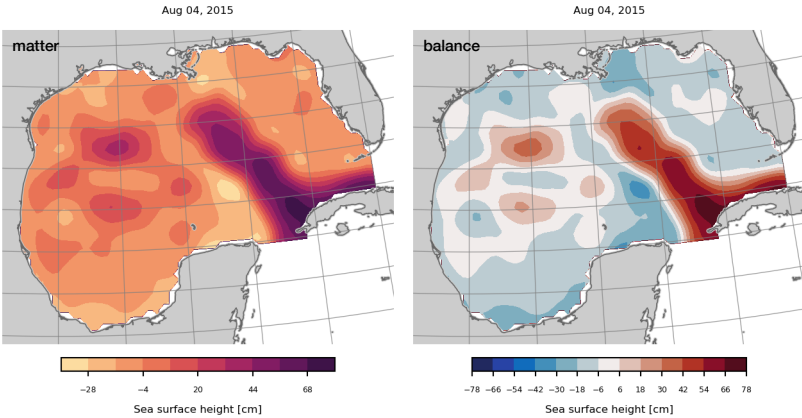 Aug 04, 2015
Aug 04, 2015
matter
balance
−28 −4 20 44 68
−78 −66 −54 −42 −30 −18 −6 6 18 30 42 54 66 78
Sea surface height [cm]
Sea surface height [cm]